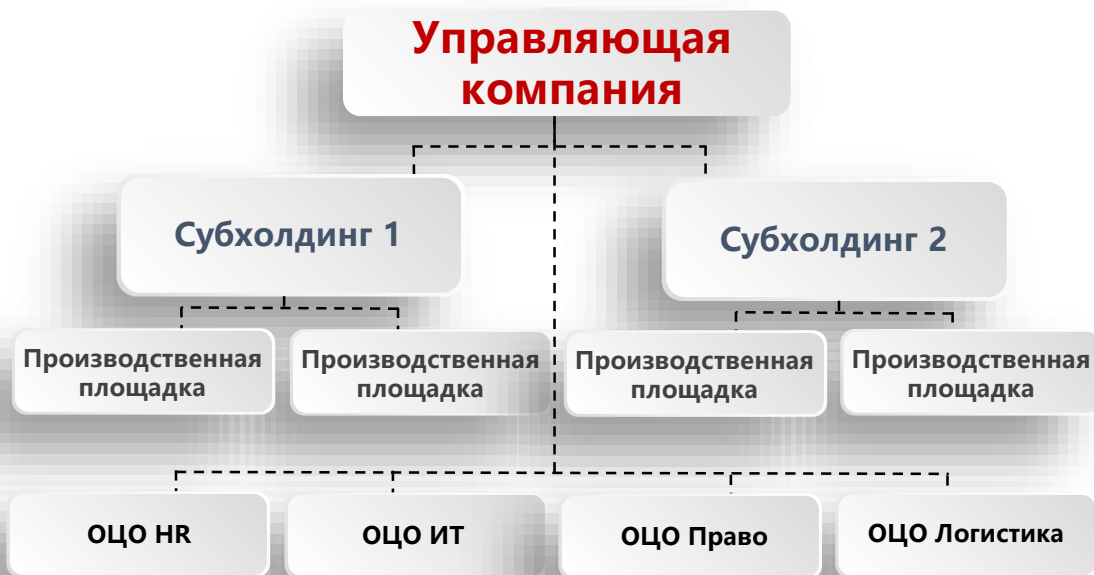 Управляющая
компания
Субхолдинг 1
Субхолдинг 2
Производственная
площадка
Производственная
площадка
Производственная
площадка
Производственная
площадка
ОЦО HR
ОЦО ИТ
ОЦО Право
ОЦО Логистика